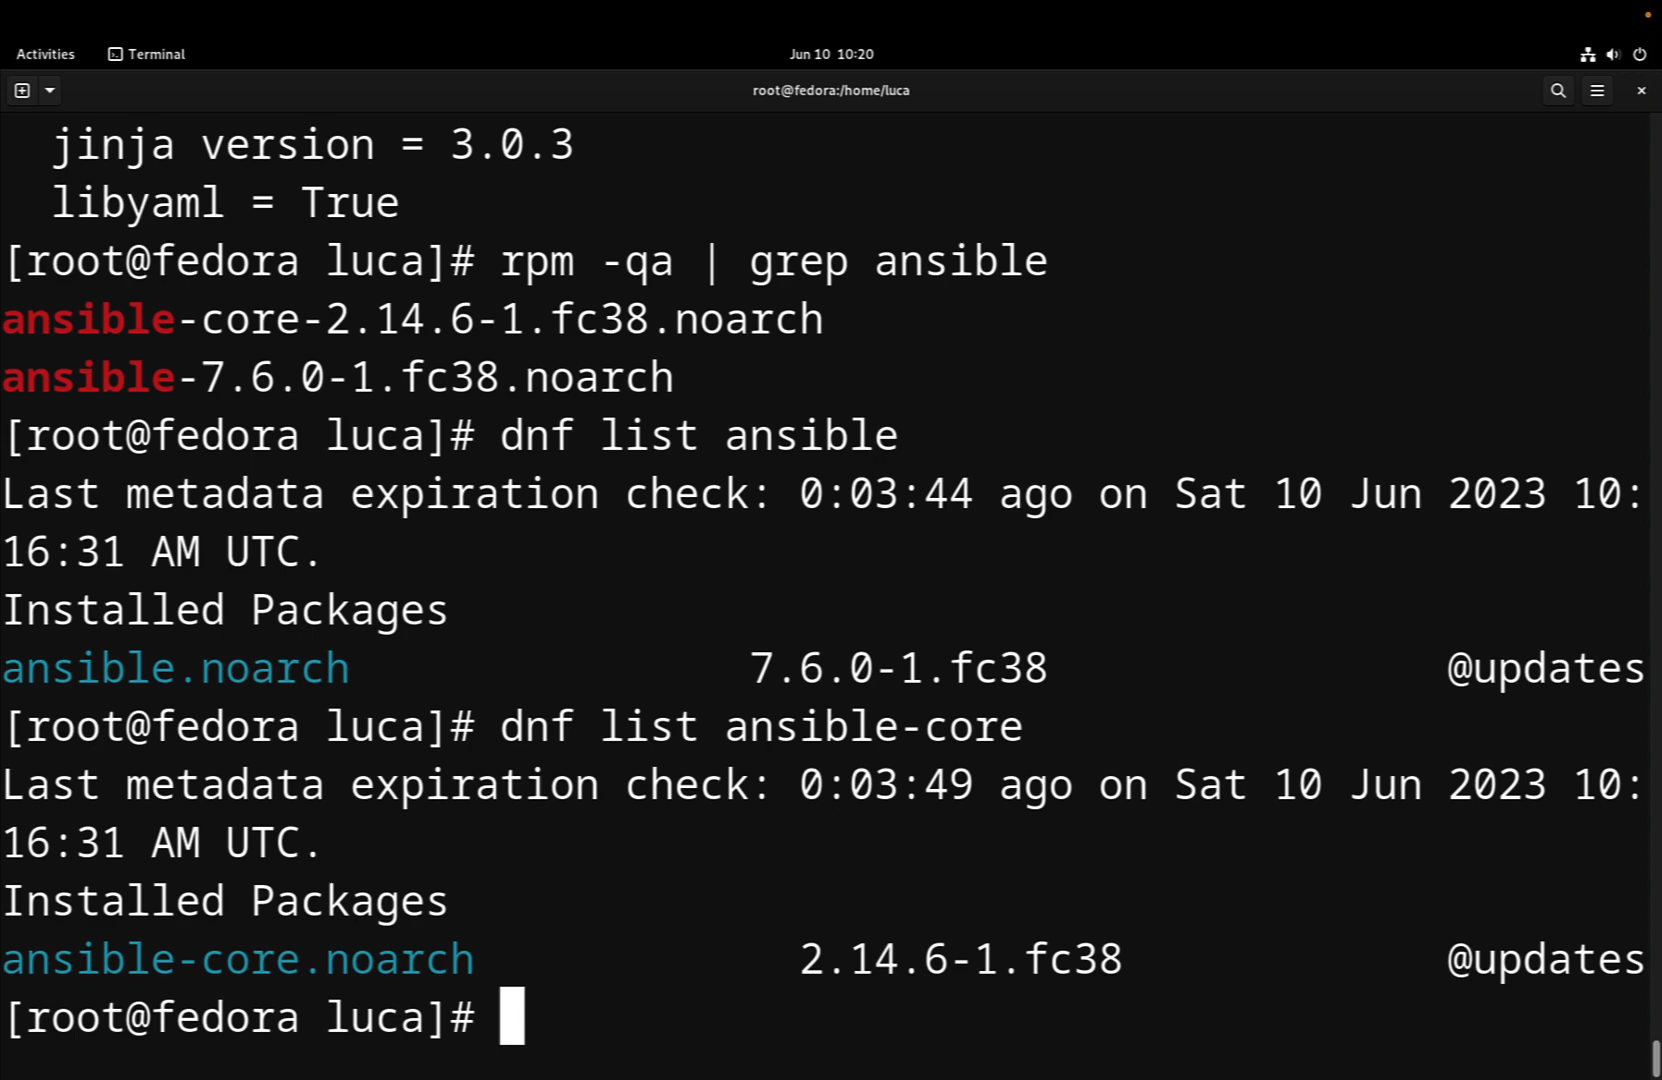 Activities Terminal Jun 10 10:20
root@fedora:/home/luca
jinja version = 3.0.3
libyaml = True
[root@fedora luca]# rpm -qa | grep ansible
ansible-core-2.14.6-1.fc38.noarch
ansible-7.6.0-1.fc38.noarch
[root@fedora luca]# dnf list ansible
Last metadata expiration check: 0:03:44 ago on Sat 10 Jun 2023 10:
16:31 AM UTC.
Installed Packages
ansible.noarch 7.6.0-1.fc38 @updates
[root@fedora luca]# dnf list ansible-core
Last metadata expiration check: 0:03:49 ago on Sat 10 Jun 2023 10:
16:31 AM UTC.
Installed Packages
ansible-core.noarch 2.14.6-1.fc38 @updates
[root@fedora luca]#